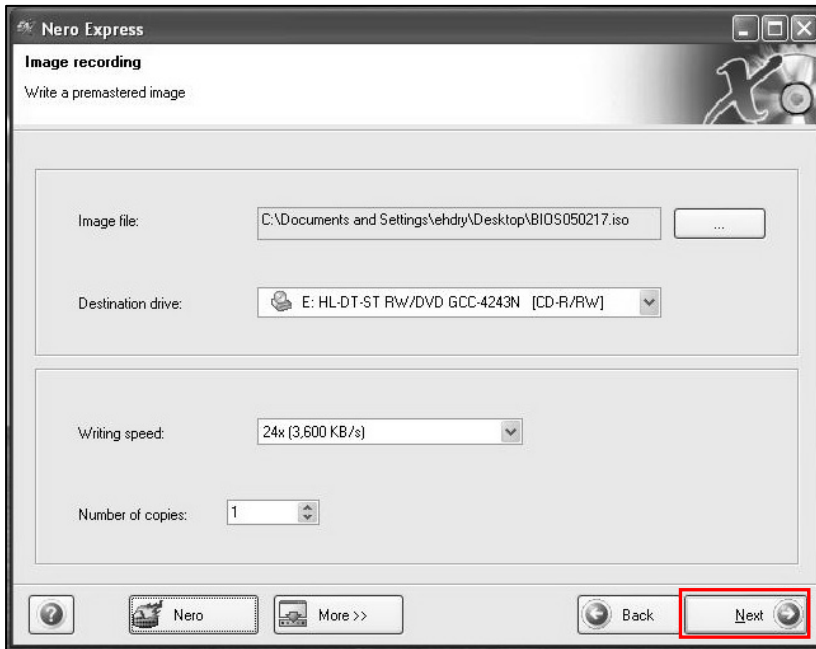 Nero Express
Image recording
Write a premastered image
Image file: C:\Documents and Settings\ehdry\Desktop\BIOS050217.iso ...
Destination drive: E: HL-DT-ST RW/DVD GCC-4243N [CD-R/RW]
Writing speed: 24x (3,600 KB/s)
Number of copies: 1
? Nero More >> Back Next